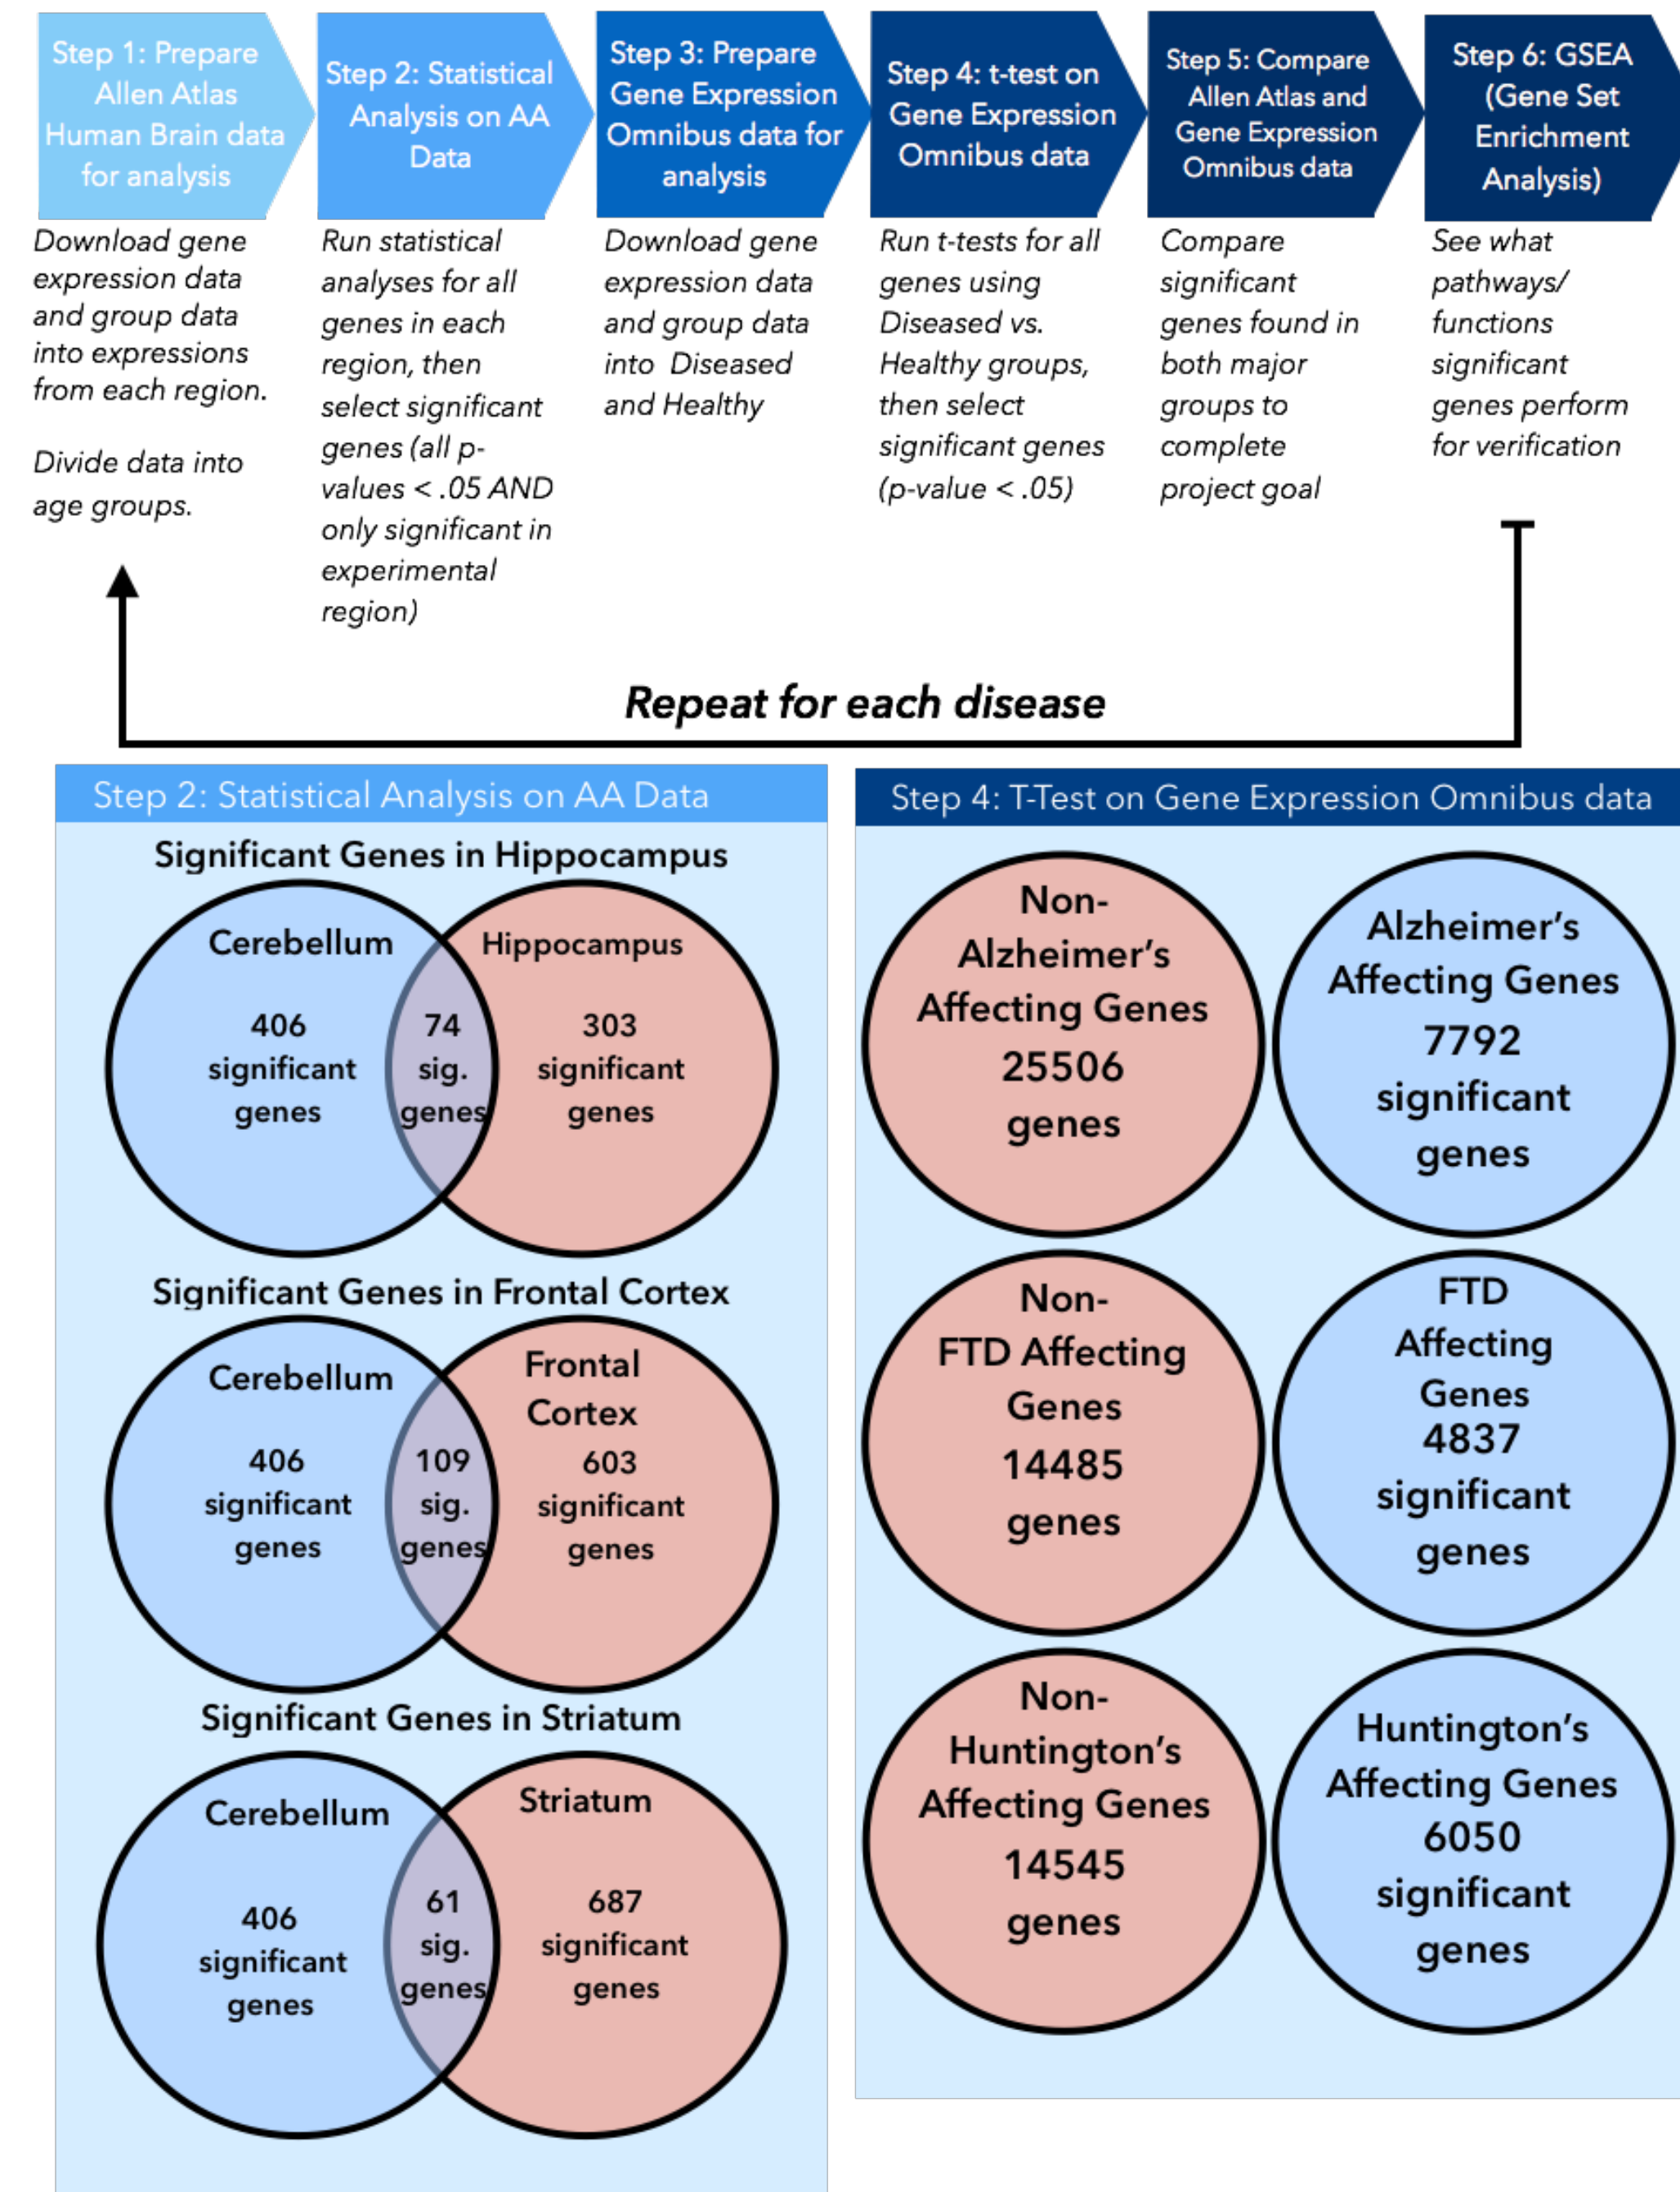 Step 1: Prepare
Allen Atlas
Human Brain data
for analysis
Step 2: Statistical
Analysis on AA
Data
Step 3: Prepare
Gene Expression
Omnibus data for
analysis
Step 4: t-test on
Gene Expression
Omnibus data
Step 5: Compare
Allen Atlas and
Gene Expression
Omnibus data
Step 6: GSEA
(Gene Set
Enrichment
Analysis)
Download gene
expression data
and group data
into expressions
from each region.
Divide data into
age groups.
Run statistical
analyses for all
genes in each
region, then
select significant
genes (all p-
values < .05 AND
only significant in
experimental
region)
Download gene
expression data
and group data
into Diseased
and Healthy
Run t-tests for all
genes using
Diseased vs.
Healthy groups,
then select
significant genes
(p-value < .05)
Compare
significant
genes found in
both major
groups to
complete
project goal
See what
pathways/
functions
significant
genes perform
for verification
Repeat for each disease
Step 2: Statistical Analysis on AA Data
Significant Genes in Hippocampus
Cerebellum
406
significant
genes
74
sig.
genes
Hippocampus
303
significant
genes
Significant Genes in Frontal Cortex
Cerebellum
406
significant
genes
109
sig.
genes
Frontal
Cortex
603
significant
genes
Significant Genes in Striatum
Cerebellum
406
significant
genes
61
sig.
genes
Striatum
687
significant
genes
Step 4: T-Test on Gene Expression Omnibus data
Non-
Alzheimer's
Affecting Genes
25506
genes
Alzheimer's
Affecting Genes
7792
significant
genes
Non-
FTD Affecting
Genes
14485
genes
FTD
Affecting
Genes
4837
significant
genes
Non-
Huntington's
Affecting Genes
14545
genes
Huntington's
Affecting Genes
6050
significant
genes